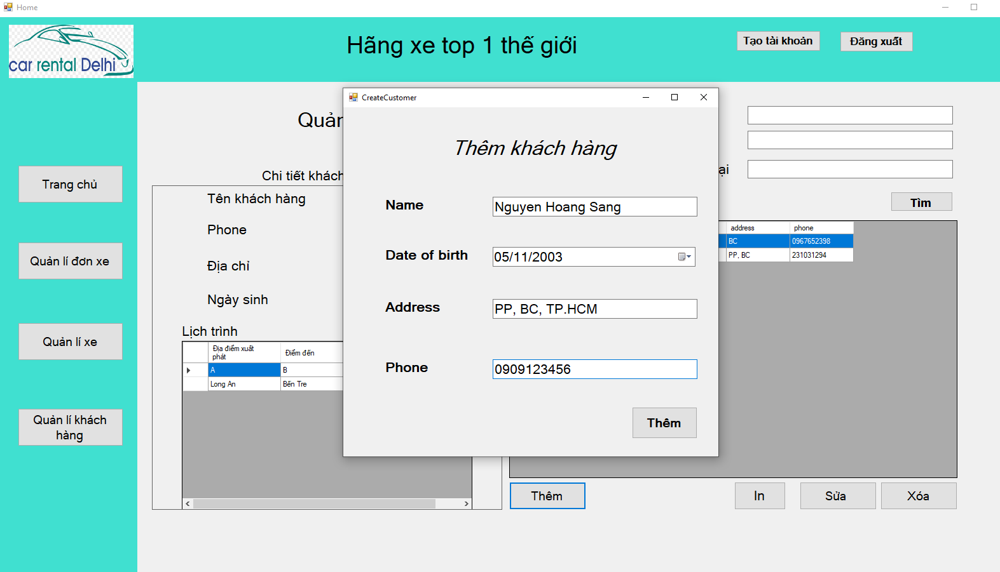 Home
car rental Delhi
Hãng xe top 1 thế giới
Tạo tài khoản
Đăng xuất
Trang chủ
Quản lí đơn xe
Quản lí xe
Quản lí khách
hàng
Quản
Chi tiết khách
Tên khách hàng
Phone
Địa chỉ
Ngày sinh
Lịch trình
Địa điểm xuất
phát
Điểm đến
A
B
Long An
Bến Tre
CreateCustomer
Thêm khách hàng
Name
Nguyen Hoang Sang
Date of birth
05/11/2003
Address
PP, BC, TP.HCM
Phone
0909123456
Thêm
ại
Tìm
address
phone
BC
0967652398
PP, BC
231031294
Thêm
In
Sửa
Xóa